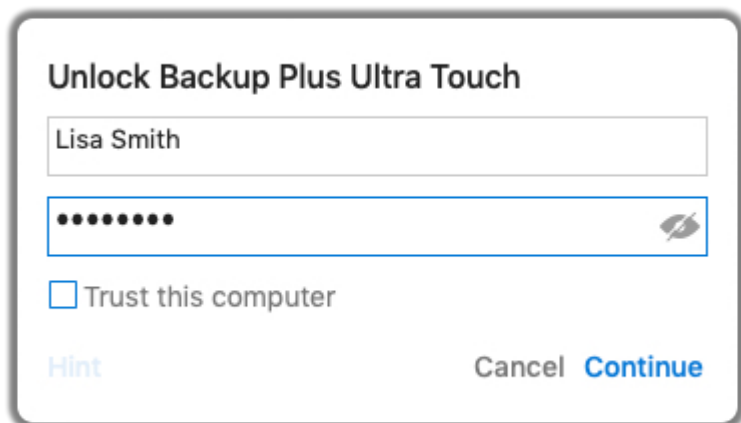 Unlock Backup Plus Ultra Touch
Lisa Smith
••••••••
Trust this computer
Hint
Cancel Continue